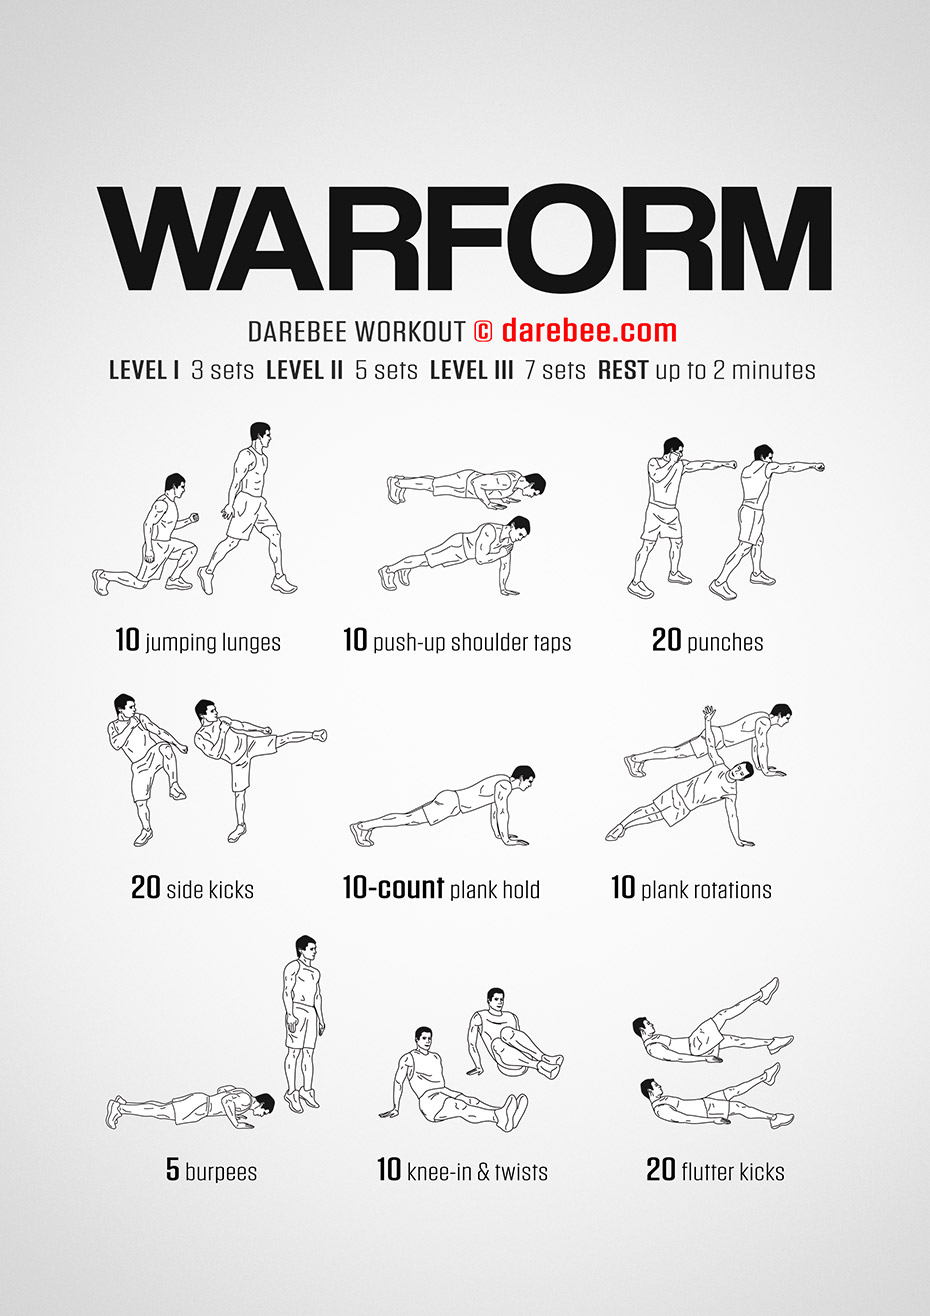 WARFORM
DAREBEE WORKOUT © darebee.com
LEVEL I 3 sets LEVEL II 5 sets LEVEL III 7 sets REST up to 2 minutes
10 jumping lunges
10 push-up shoulder taps
20 punches
20 side kicks
10-count plank hold
10 plank rotations
5 burpees
10 knee-in & twists
20 flutter kicks